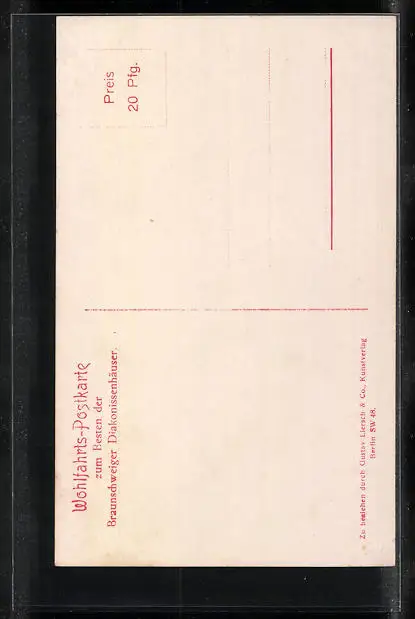 Wohlfahrts-Postkarte
zum Besten der
Braunschweiger Diakonissenhäuser.
Preis
20 Pfg.
Zu beziehen durch Gustav Liersch & Co., Kunstverlag
Berlin SW 48.